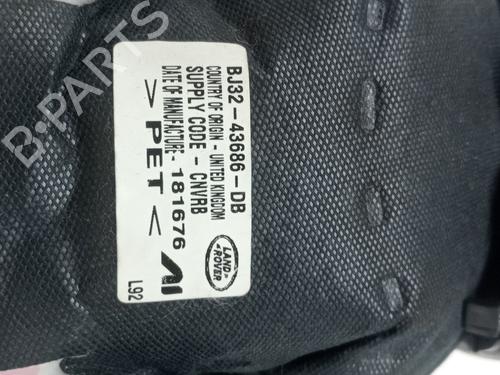 BJ32-43686-DB
COUNTRY OF ORIGIN - UNITED KINGDOM
SUPPLY CODE - CNVRB
DATE OF MANUFACTURE- 181676
>PET<
LAND
ROVER
L92
B-PARTS